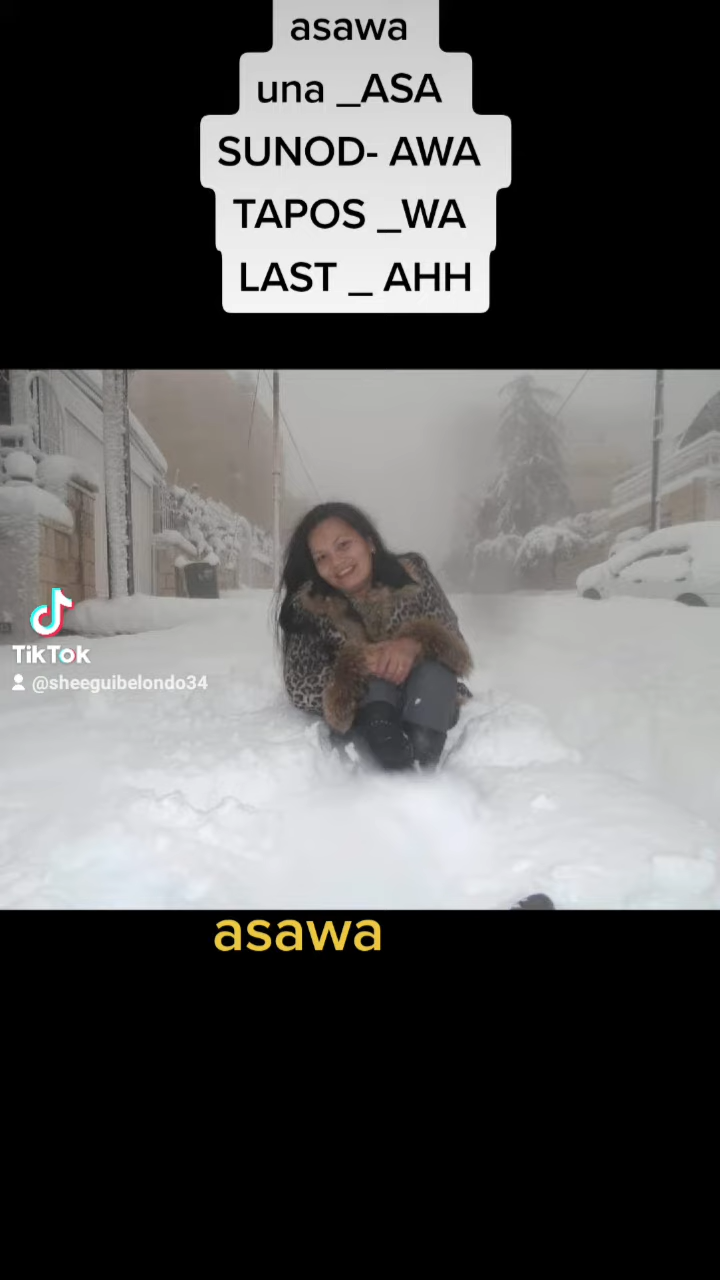 asawa
una _ASA
SUNOD- AWA
TAPOS _WA
LAST _ AHH
TikTok
@sheeguibelondo34
asawa